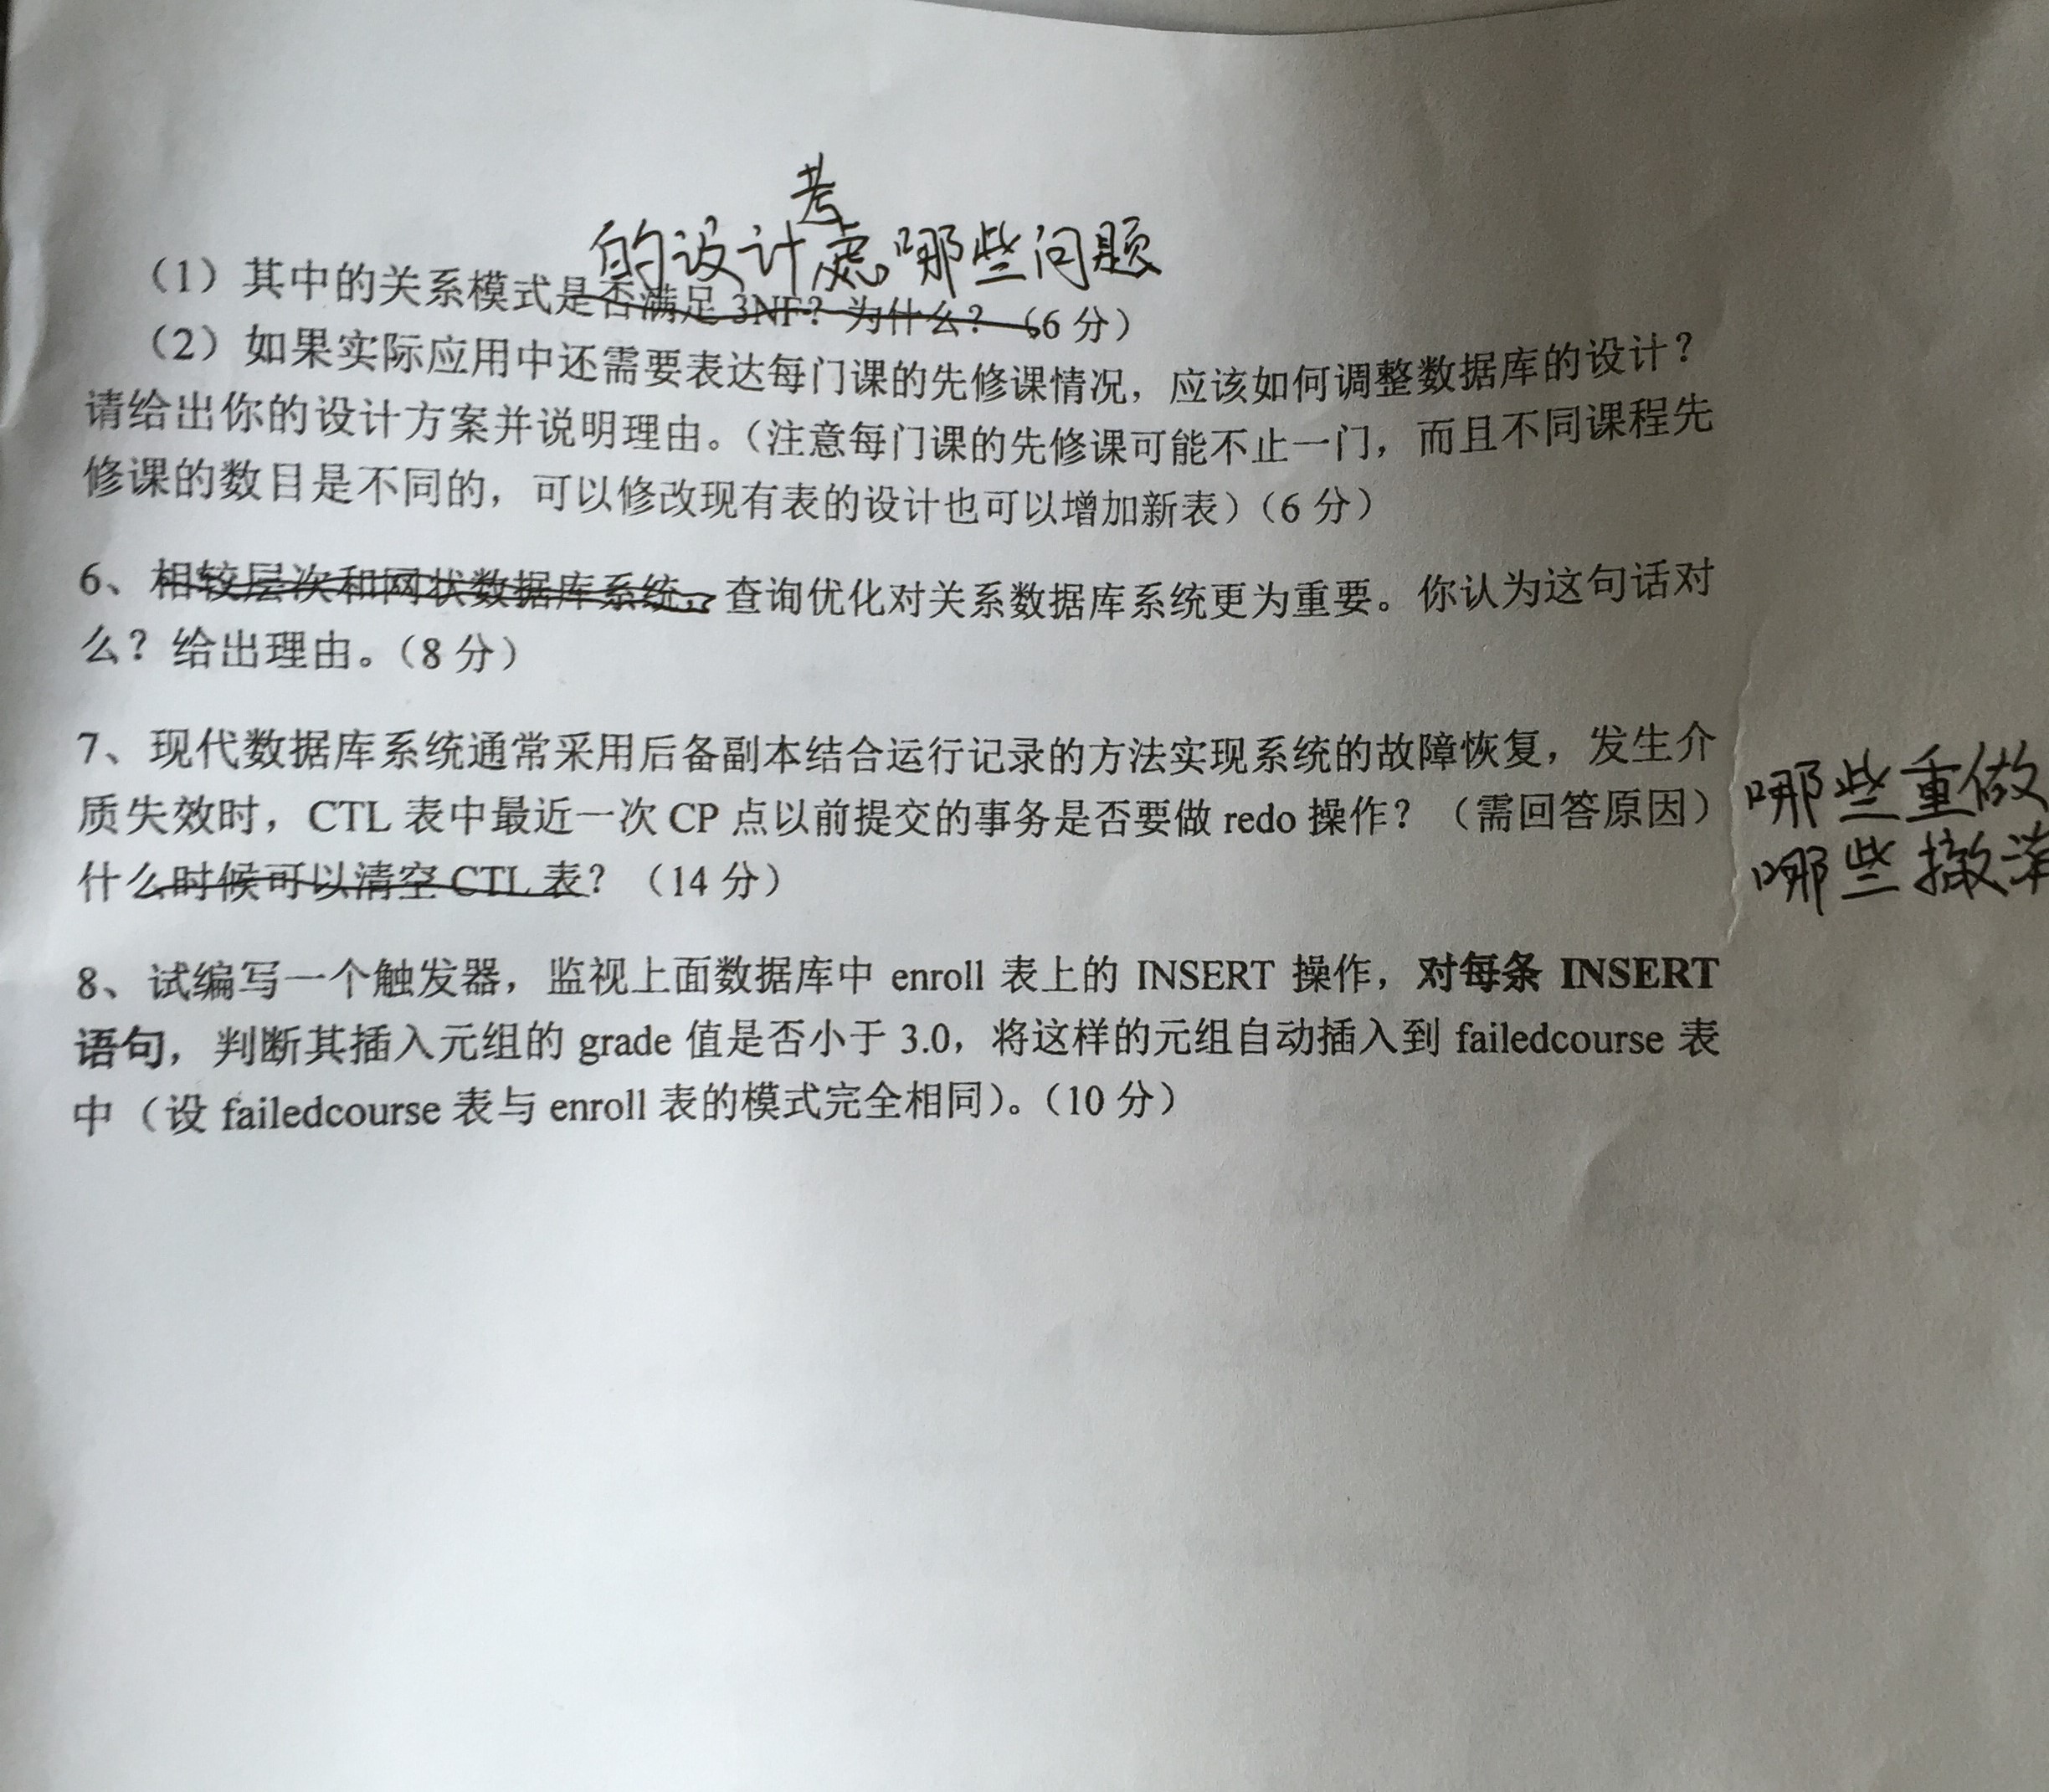 考
的设计虑哪些问题
（1）其中的关系模式是否满足 3NF？为什么？（6 分）
（2）如果实际应用中还需要表达每门课的先修课情况，应该如何调整数据库的设计？
请给出你的设计方案并说明理由。（注意每门课的先修课可能不止一门，而且不同课程先
修课的数目是不同的，可以修改现有表的设计也可以增加新表）（6 分）
6、相较层次和网状数据库系统，查询优化对关系数据库系统更为重要。你认为这句话对
么？给出理由。（8 分）
7、现代数据库系统通常采用后备副本结合运行记录的方法实现系统的故障恢复，发生介
质失效时，CTL 表中最近一次 CP 点以前提交的事务是否要做 redo 操作？（需回答原因）
哪些重做
什么时候可以清空 CTL 表？（14 分）
哪些撤消
8、试编写一个触发器，监视上面数据库中 enroll 表上的 INSERT 操作，对每条 INSERT
语句，判断其插入元组的 grade 值是否小于 3.0，将这样的元组自动插入到 failedcourse 表
中（设 failedcourse 表与 enroll 表的模式完全相同）。（10 分）